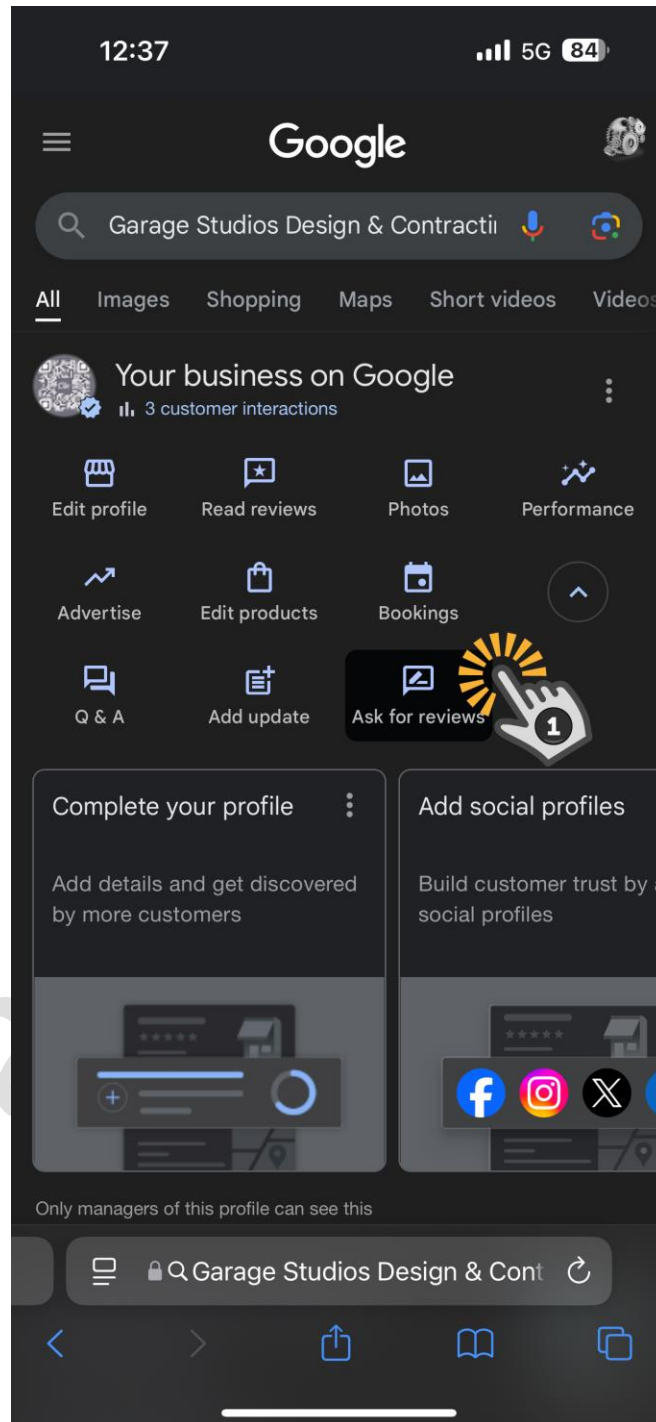 12:37 5G 84
Google
Garage Studios Design & Contractin
All Images Shopping Maps Short videos Videos
Your business on Google
3 customer interactions
Edit profile Read reviews Photos Performance
Advertise Edit products Bookings
Q & A Add update Ask for reviews
1
Complete your profile Add social profiles
Add details and get discovered Build customer trust by
by more customers social profiles
Only managers of this profile can see this
Garage Studios Design & Cont